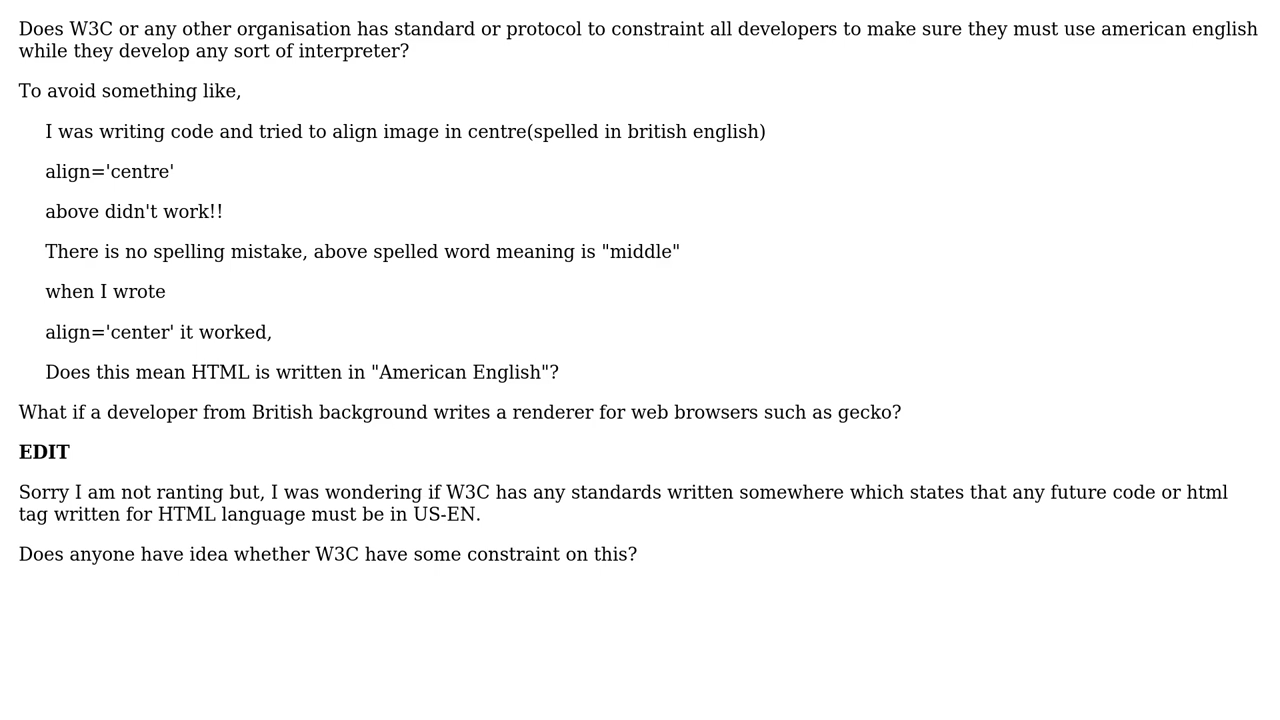 Does W3C or any other organisation has standard or protocol to constraint all developers to make sure they must use american english
while they develop any sort of interpreter?
To avoid something like,
I was writing code and tried to align image in centre(spelled in british english)
align='centre'
above didn't work!!
There is no spelling mistake, above spelled word meaning is "middle"
when I wrote
align='center' it worked,
Does this mean HTML is written in "American English"?
What if a developer from British background writes a renderer for web browsers such as gecko?
EDIT
Sorry I am not ranting but, I was wondering if W3C has any standards written somewhere which states that any future code or html
tag written for HTML language must be in US-EN.
Does anyone have idea whether W3C have some constraint on this?